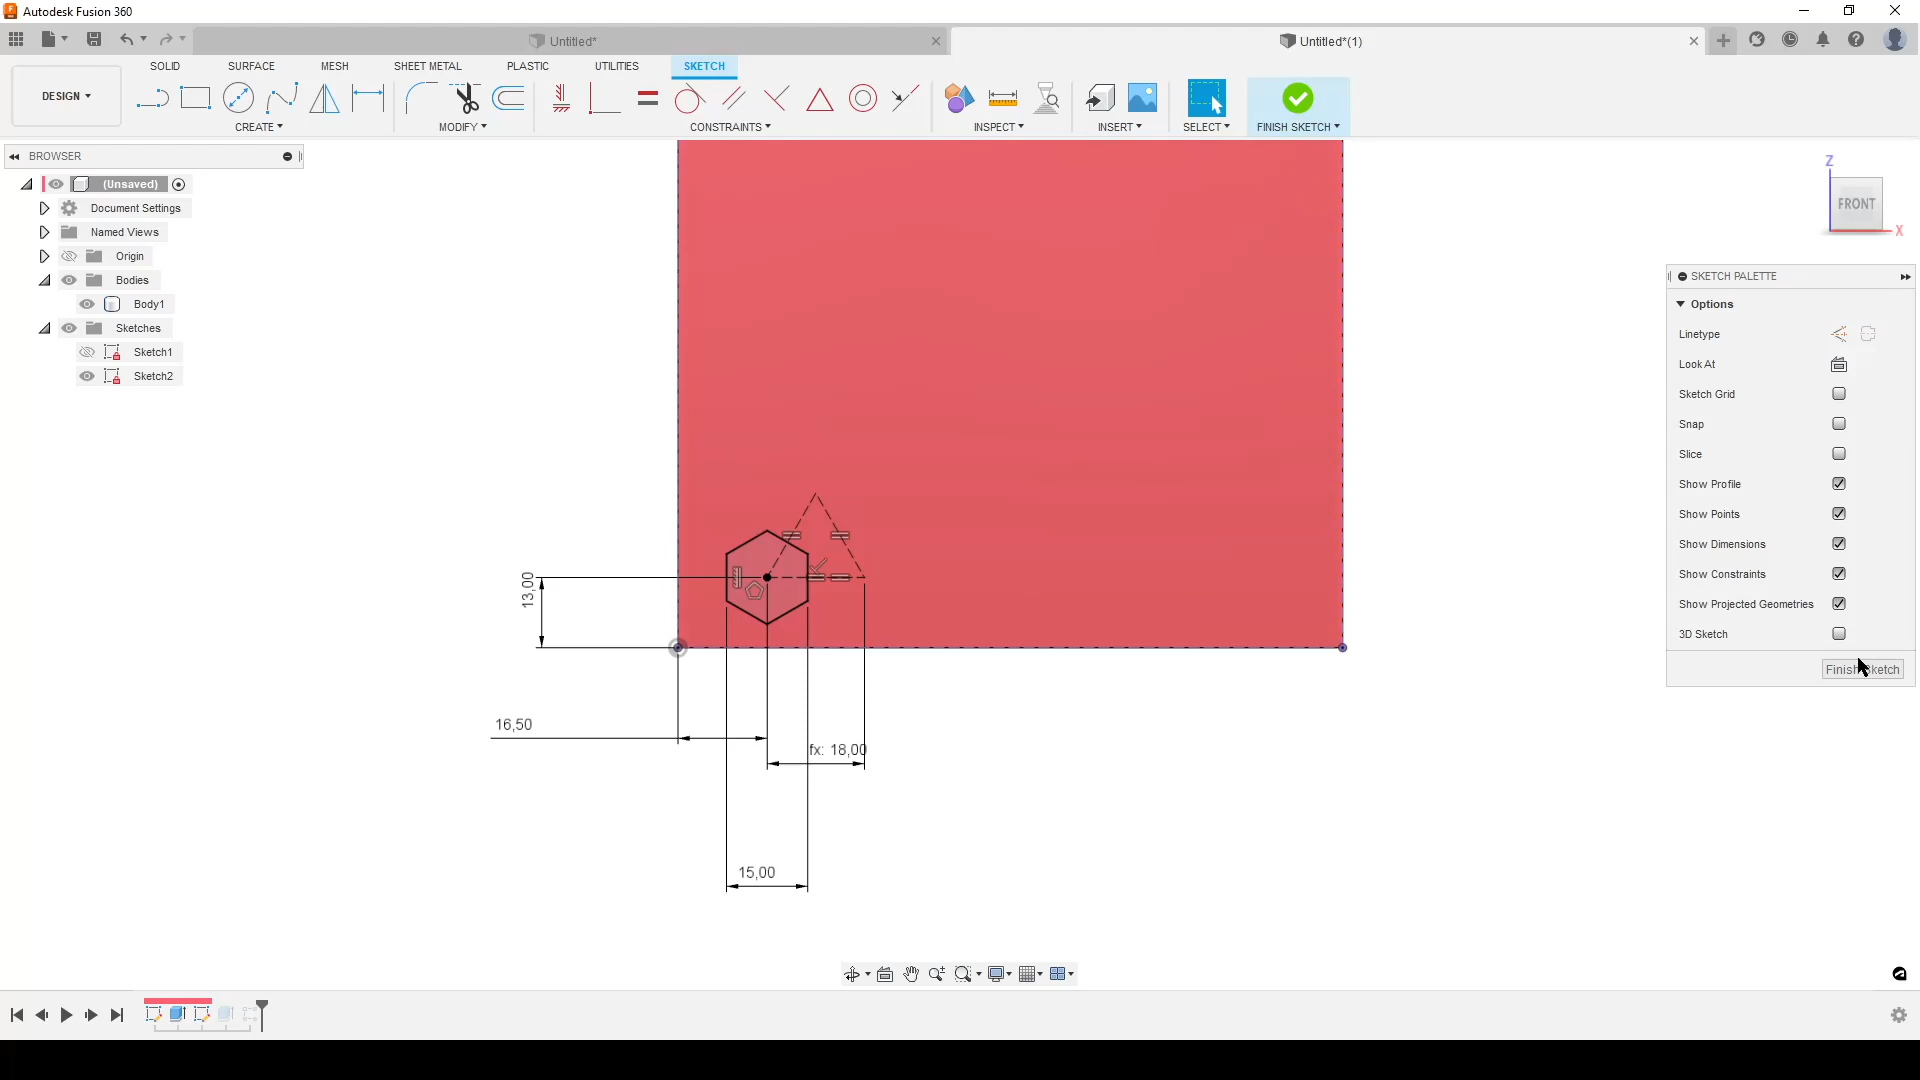 Autodesk Fusion 360
Untitled*
Untitled*(1)
SOLID
SURFACE
MESH
SHEET METAL
PLASTIC
UTILITIES
SKETCH
DESIGN
CREATE
MODIFY
CONSTRAINTS
INSPECT
INSERT
SELECT
FINISH SKETCH
BROWSER
(Unsaved)
Document Settings
Named Views
Origin
Bodies
Body1
Sketches
Sketch1
Sketch2
Z
FRONT
X
SKETCH PALETTE
Options
Linetype
Look At
Sketch Grid
Snap
Slice
Show Profile
Show Points
Show Dimensions
Show Constraints
Show Projected Geometries
3D Sketch
Finish Sketch
13,00
16,50
fx: 18,00
15,00